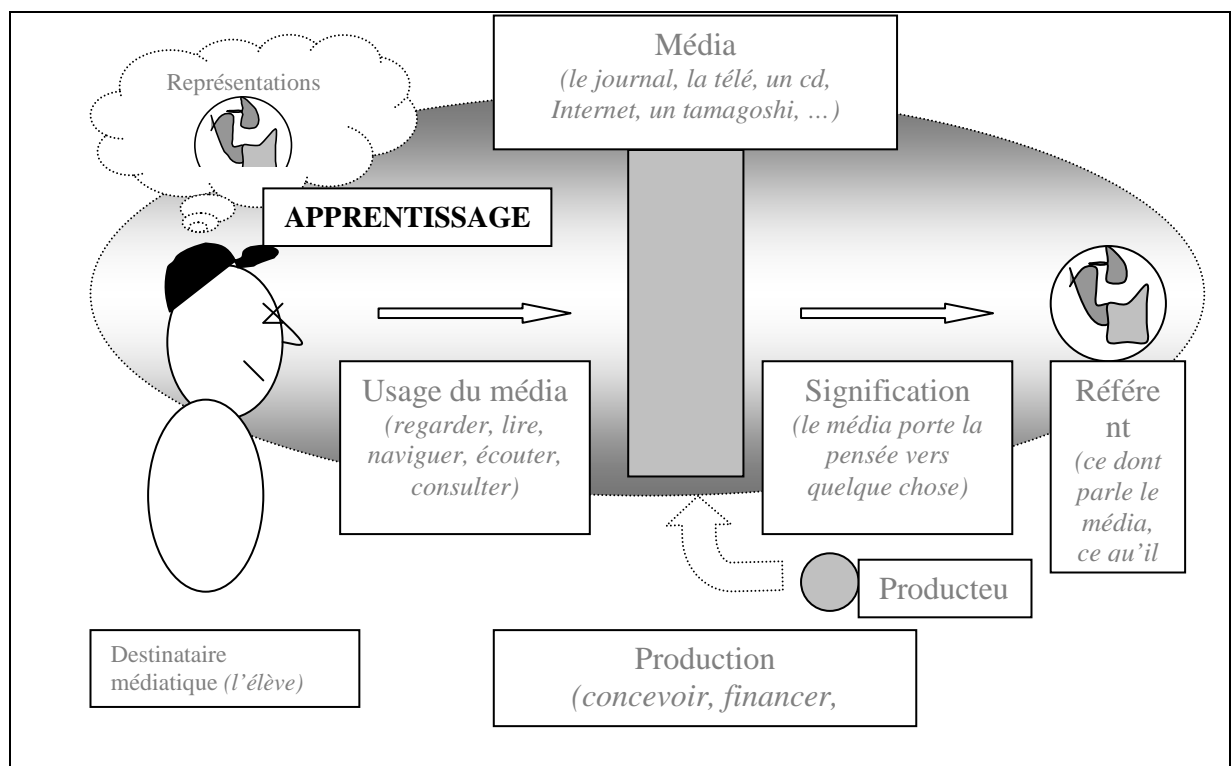 Représentations
Média
(le journal, la télé, un cd,
Internet, un tamagoshi, …)
APPRENTISSAGE
Usage du média
(regarder, lire,
naviguer, écouter,
consulter)
Signification
(le média porte la
pensée vers
quelque chose)
Référe
nt
(ce dont
parle le
média,
ce qu’il
Producteu
Destinataire
médiatique (l’élève)
Production
(concevoir, financer,